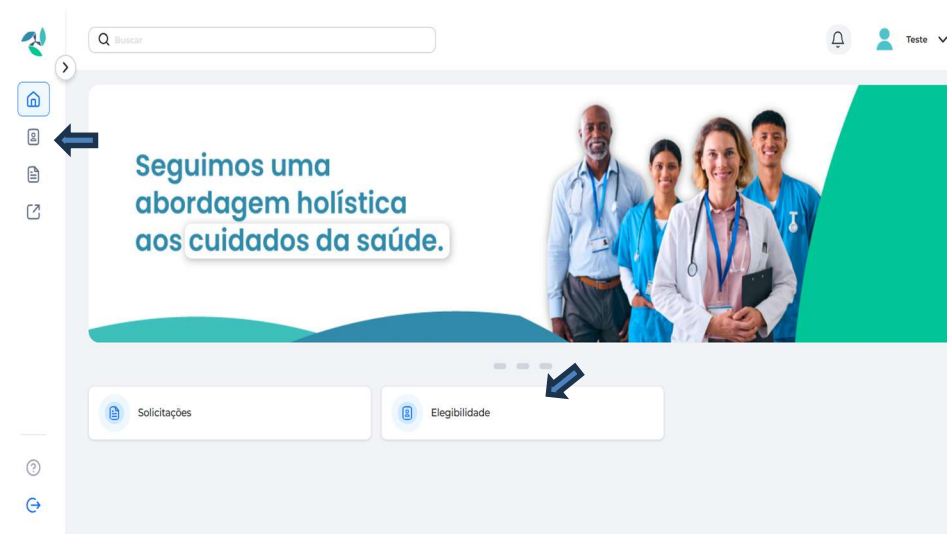 Buscar
Teste
Seguimos uma
abordagem holística
aos cuidados da saúde.
Solicitações
Elegibilidade